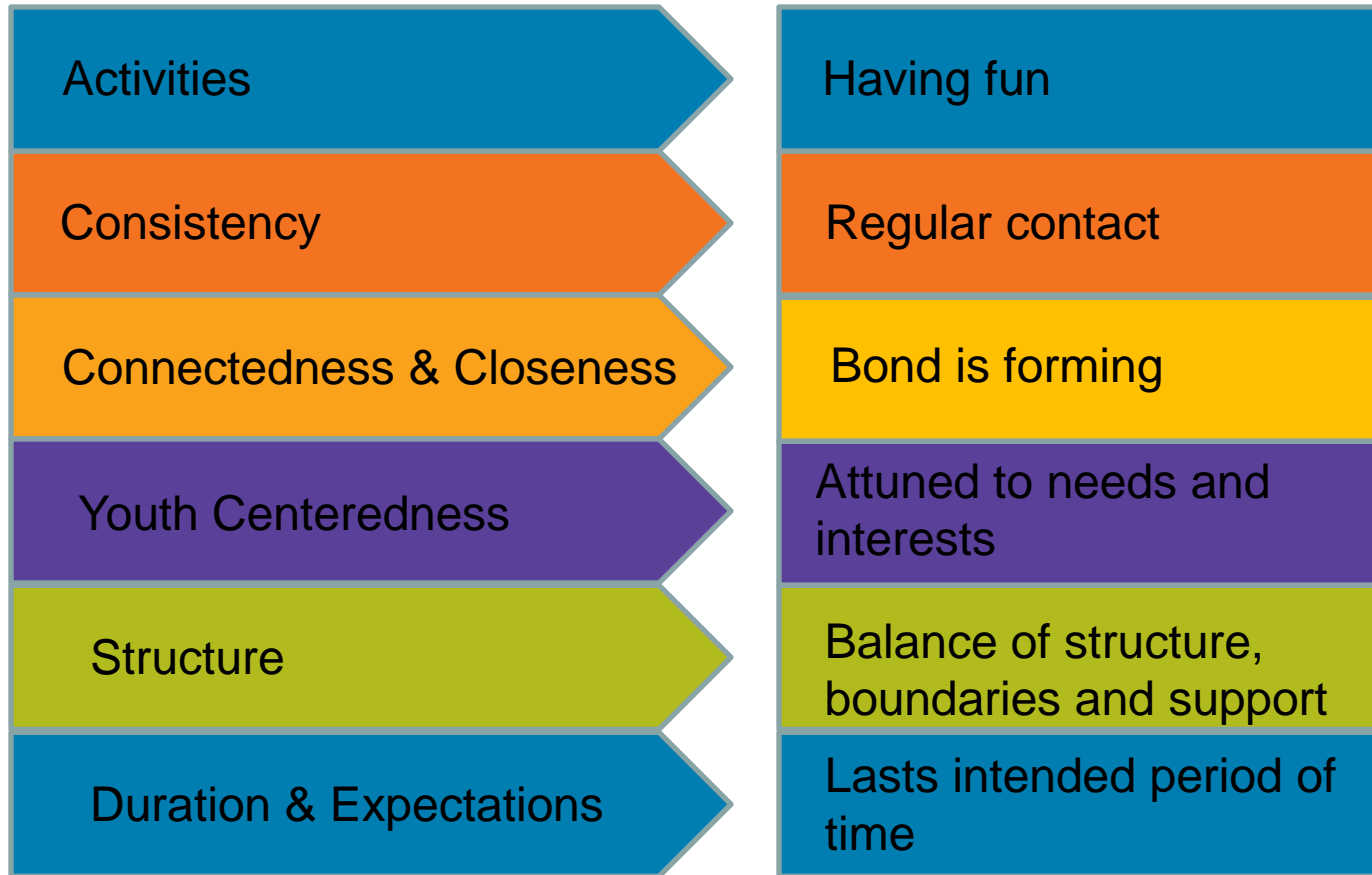 Activities
Having fun
Consistency
Regular contact
Connectedness & Closeness
Bond is forming
Youth Centeredness
Attuned to needs and
interests
Structure
Balance of structure,
boundaries and support
Duration & Expectations
Lasts intended period of
time